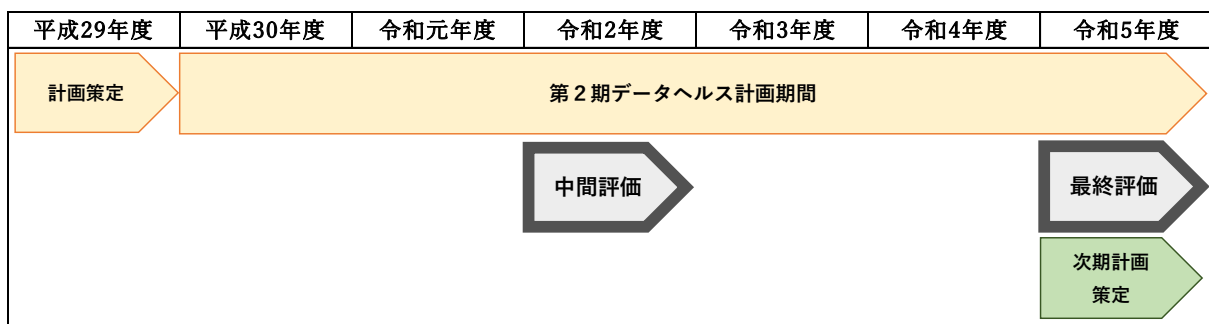 平成29年度 平成30年度 令和元年度 令和2年度 令和3年度 令和4年度 令和5年度
計画策定 第２期データヘルス計画期間
中間評価 最終評価
次期計画
策定